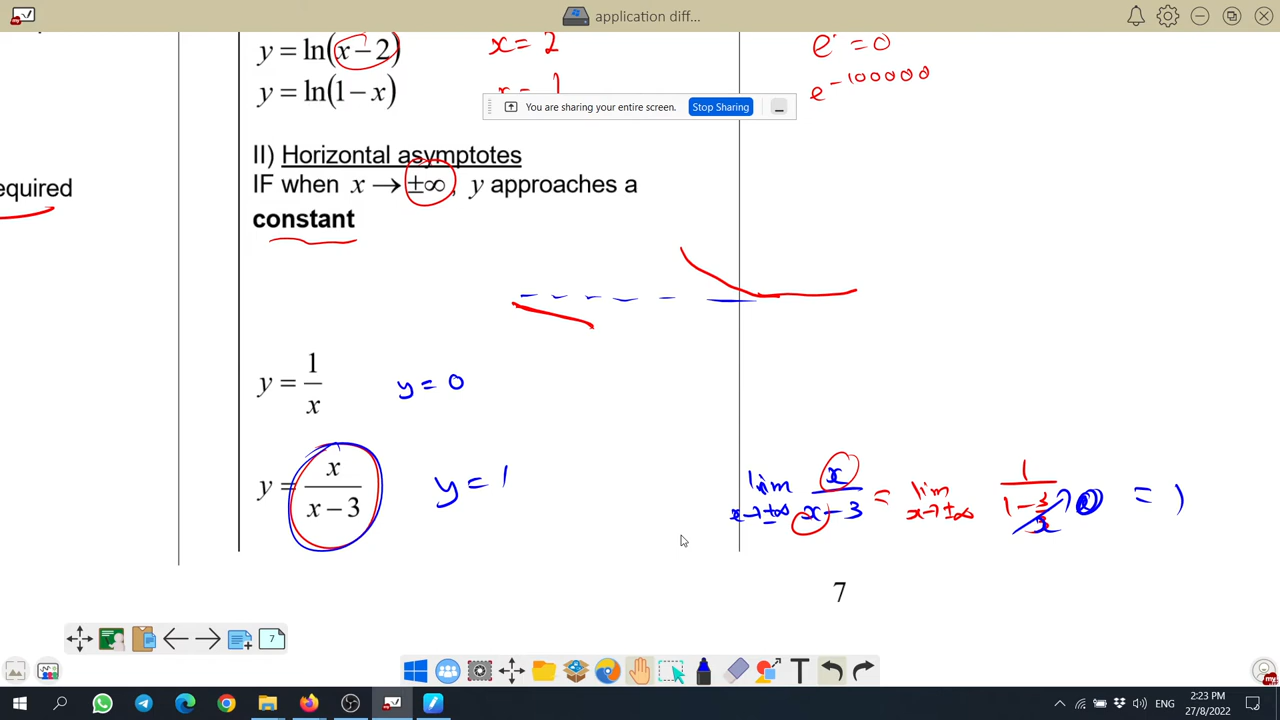 application diff...
y = ln(x − 2)
x = 2
y = ln(1 − x)
e = 0
e^-100000
You are sharing your entire screen.
Stop Sharing
II) Horizontal asymptotes
IF when x → ±∞, y approaches a
constant
equired
y = 1/x
y = 0
y = x/(x − 3)
y = 1
lim x→±∞ x/(x−3) = lim x→±∞ 1/(1−3/x) → 0 = 1
7
7
ENG
2:23 PM
27/8/2022